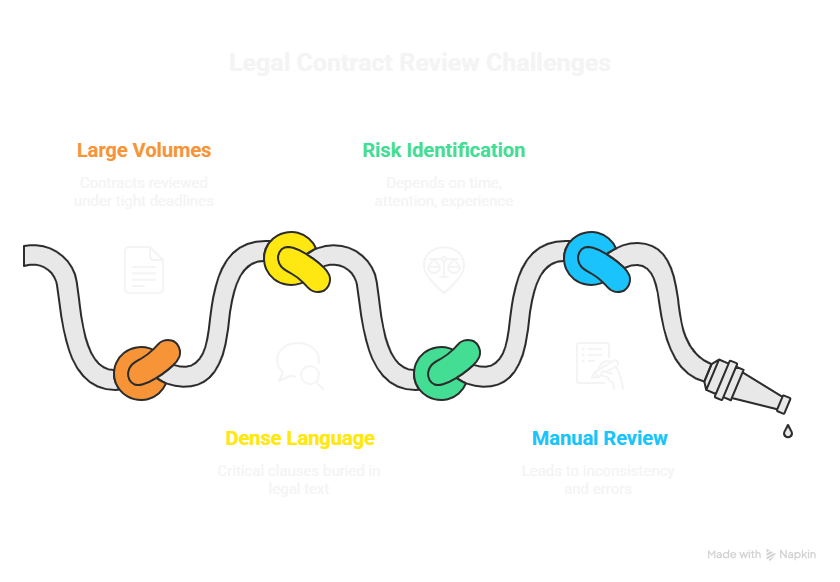 Legal Contract Review Challenges
Large Volumes
Contracts reviewed
under tight deadlines
Risk Identification
Depends on time,
attention, experience
Dense Language
Critical clauses buried in
legal text
Manual Review
Leads to inconsistency
and errors
Made with Napkin